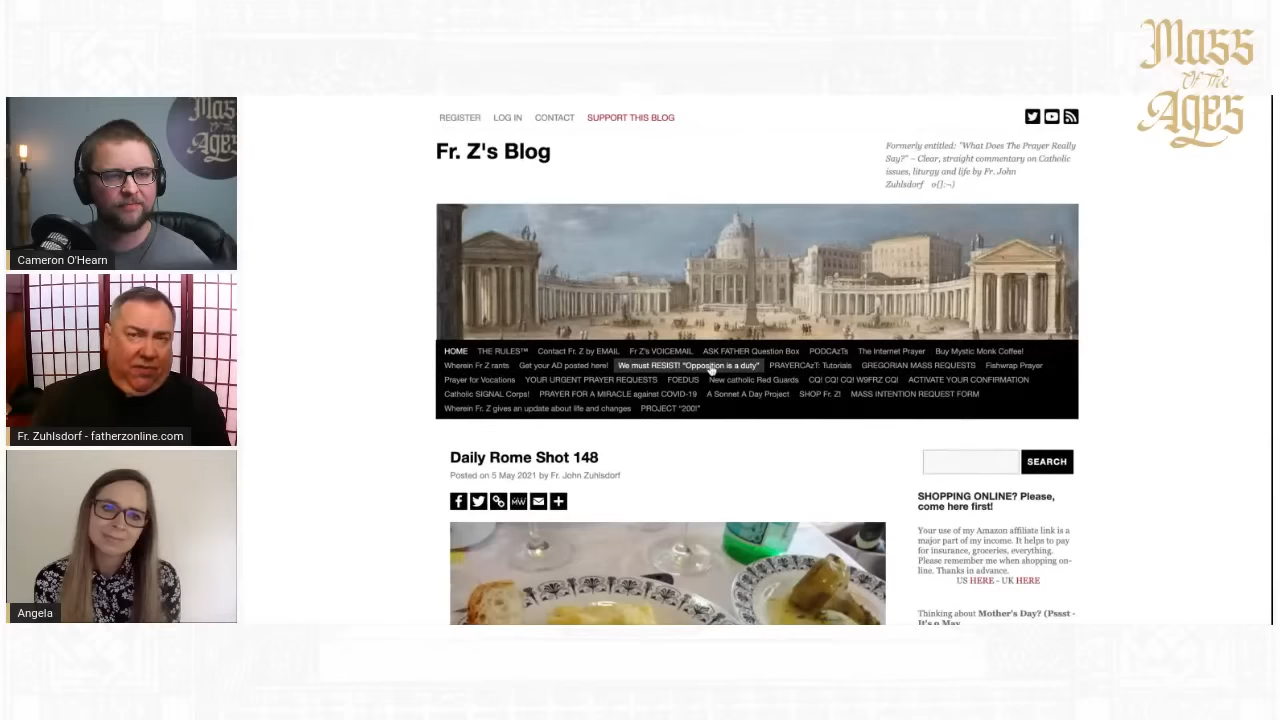 Mass
Of the
Ages
Mass
Of the
Ages
Cameron O'Hearn
Fr. Zuhlsdorf - fatherzonline.com
Angela
REGISTER LOG IN CONTACT SUPPORT THIS BLOG
Fr. Z's Blog
Formerly entitled: "What Does The Prayer Really
Say?" – Clear, straight commentary on Catholic
issues, liturgy and life by Fr. John
Zuhlsdorf o{]:¬)
HOME THE RULES™ Contact Fr. Z by EMAIL Fr Z's VOICEMAIL ASK FATHER Question Box PODCAzTs The Internet Prayer Buy Mystic Monk Coffee!
Wherein Fr Z rants Get your AD posted here! We must RESIST! "Opposition is a duty" PRAYERCAzT: Tutorials GREGORIAN MASS REQUESTS Fishwrap Prayer
Prayer for Vocations YOUR URGENT PRAYER REQUESTS FOEDUS New catholic Red Guards CQ! CQ! CQ! W9FRZ CQ! ACTIVATE YOUR CONFIRMATION
Catholic SIGNAL Corps! PRAYER FOR A MIRACLE against COVID-19 A Sonnet A Day Project SHOP Fr. Z! MASS INTENTION REQUEST FORM
Wherein Fr. Z gives an update about life and changes PROJECT "200!"
Daily Rome Shot 148
Posted on 5 May 2021 by Fr. John Zuhlsdorf
MW
SEARCH
SHOPPING ONLINE? Please,
come here first!
Your use of my Amazon affiliate link is a
major part of my income. It helps to pay
for insurance, groceries, everything.
Please remember me when shopping on-
line. Thanks in advance.
US HERE – UK HERE
Thinking about Mother's Day? (Pssst -
It's 9 May